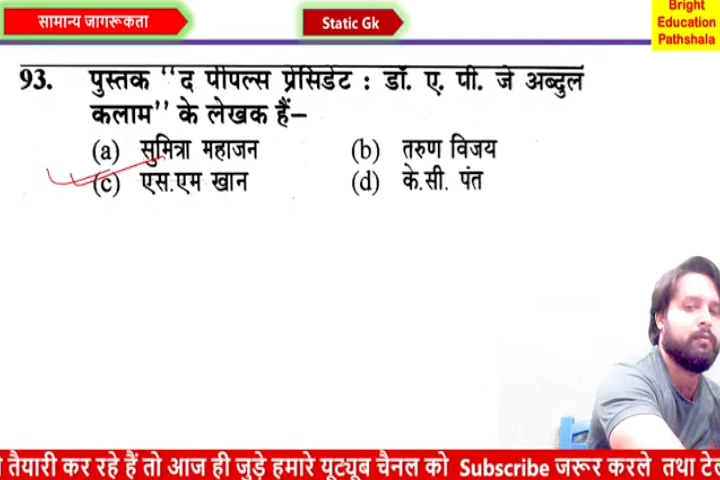 सामान्य जागरूकता
Static Gk
Bright
Education
Pathshala
93. पुस्तक ''द पीपल्स प्रेसिडेंट : डॉ. ए. पी. जे अब्दुल
कलाम'' के लेखक हैं–
(a) सुमित्रा महाजन (b) तरुण विजय
(c) एस.एम खान (d) के.सी. पंत
तैयारी कर रहे हैं तो आज ही जुड़े हमारे यूट्यूब चैनल को Subscribe जरूर करले तथा